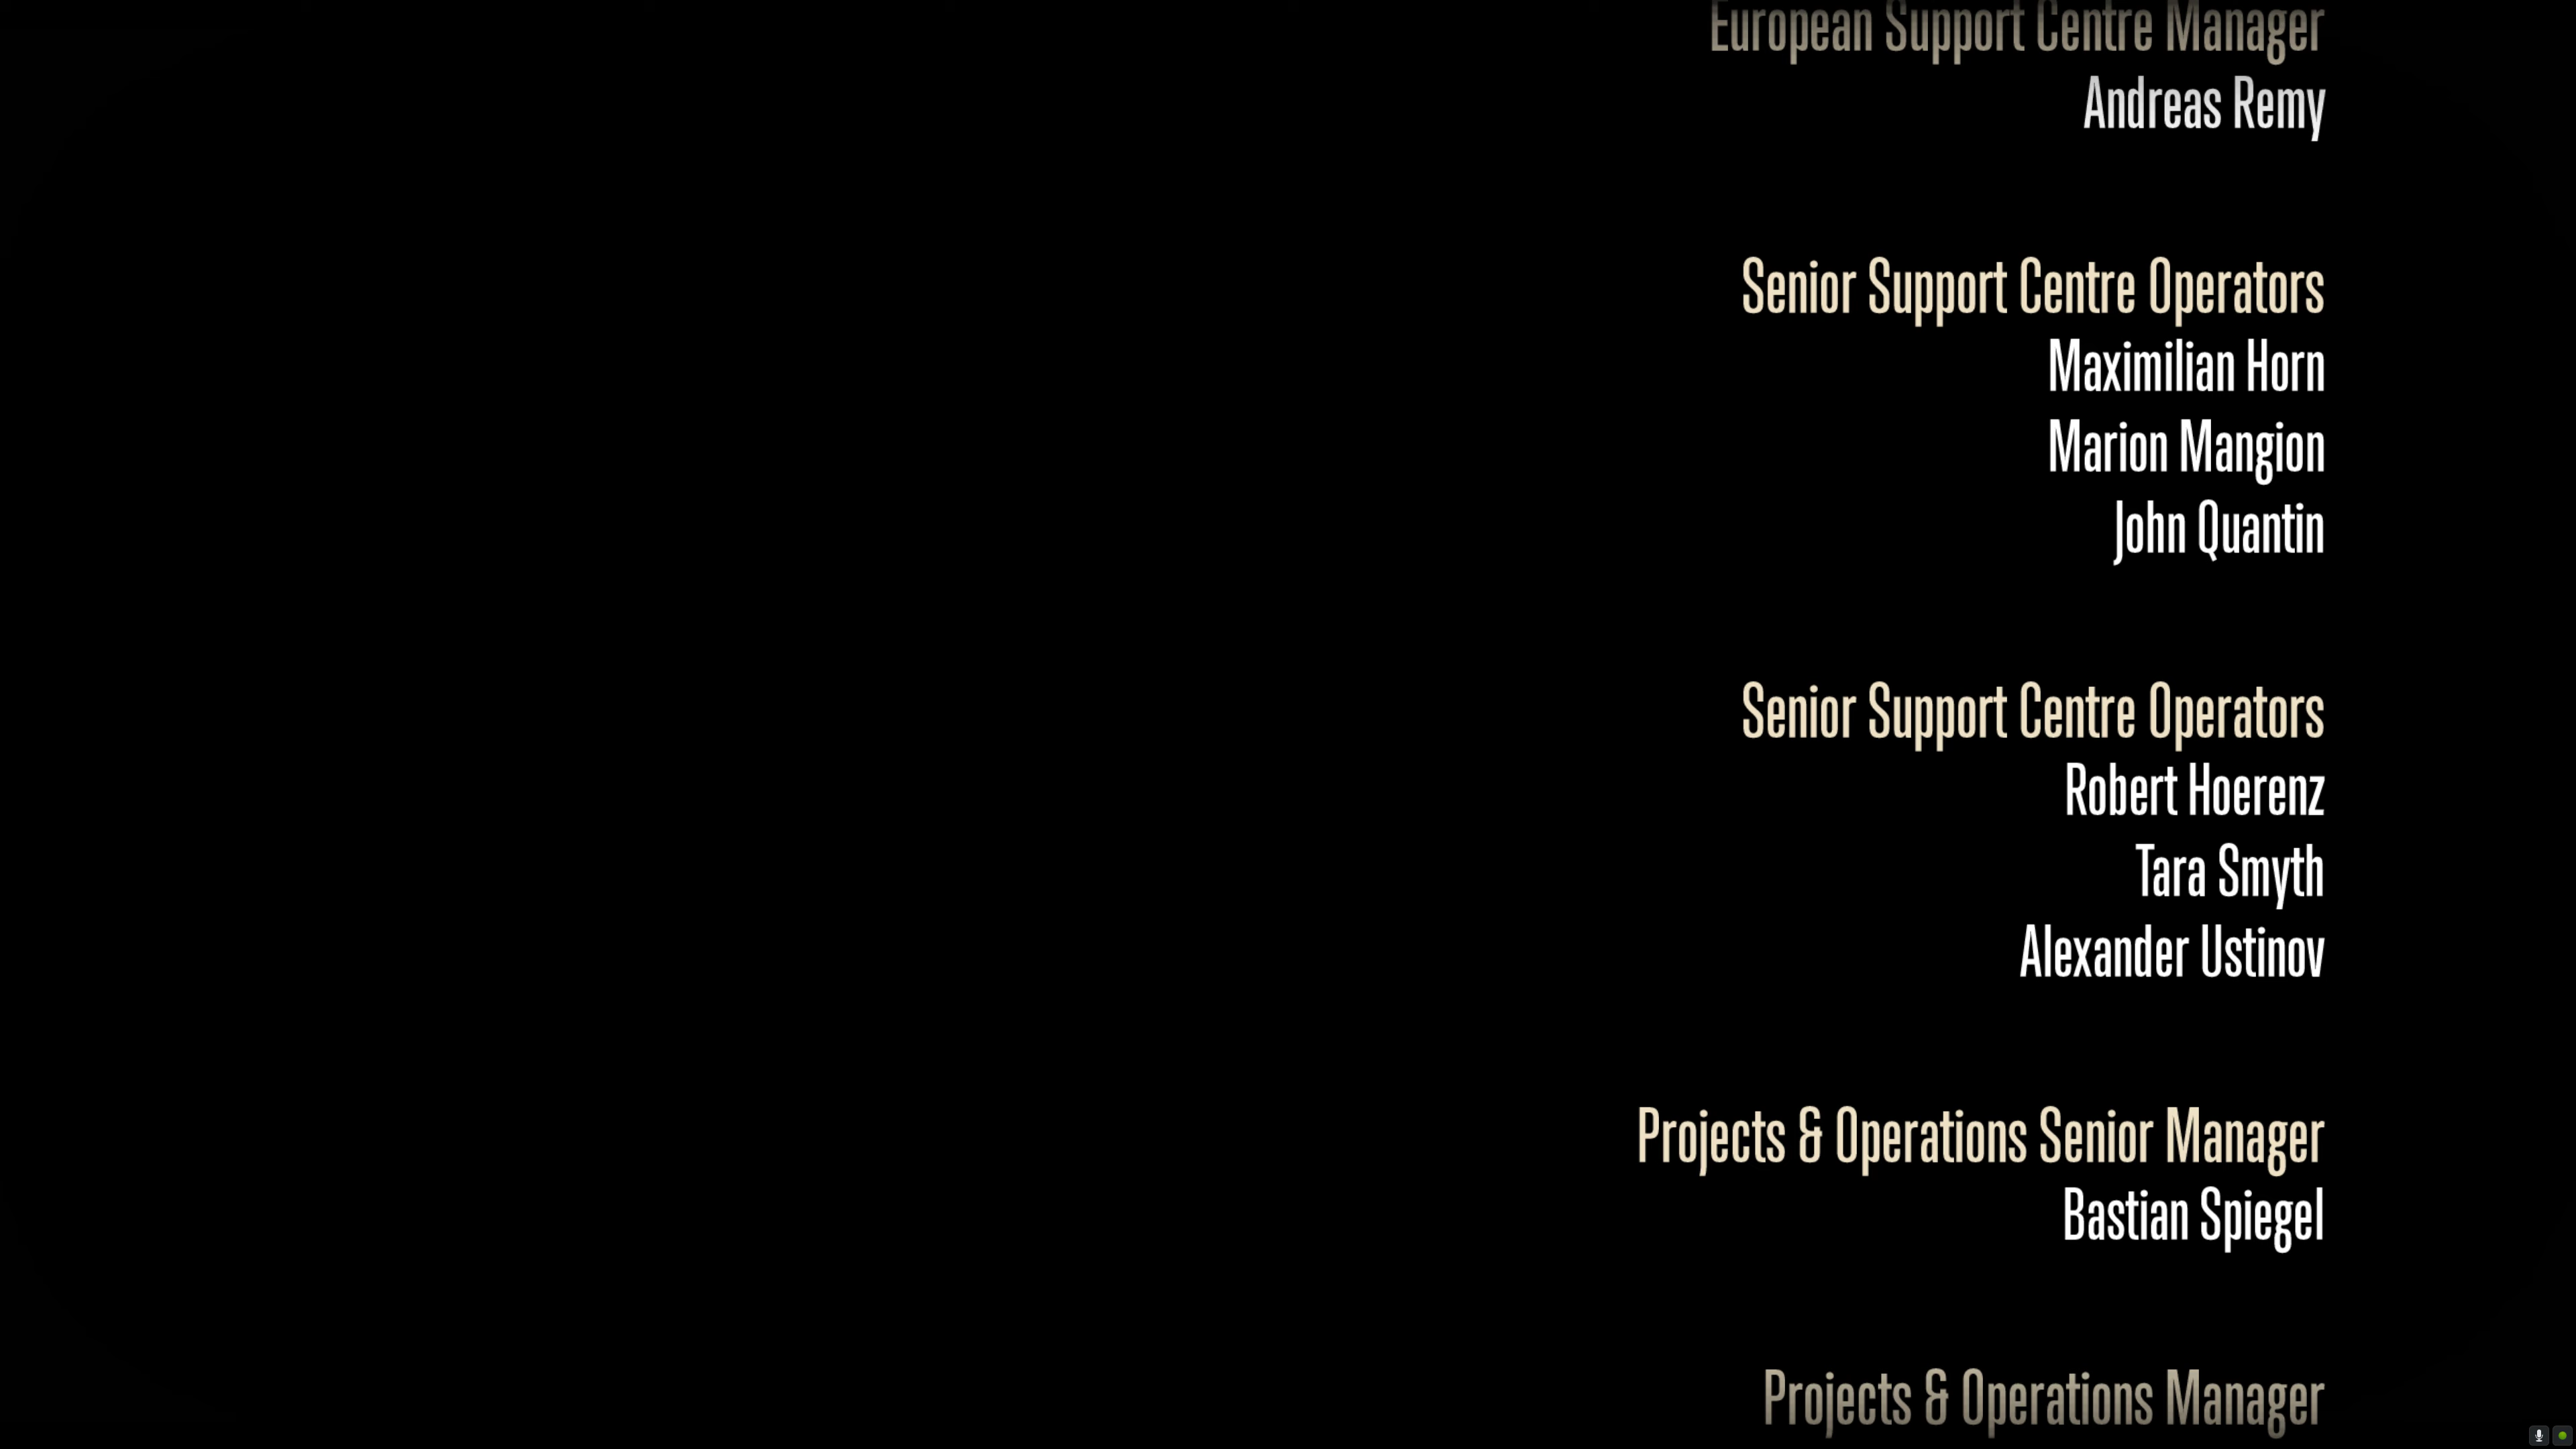 European Support Centre Manager
Andreas Remy
Senior Support Centre Operators
Maximilian Horn
Marion Mangion
John Quantin
Senior Support Centre Operators
Robert Hoerenz
Tara Smyth
Alexander Ustinov
Projects & Operations Senior Manager
Bastian Spiegel
Projects & Operations Manager